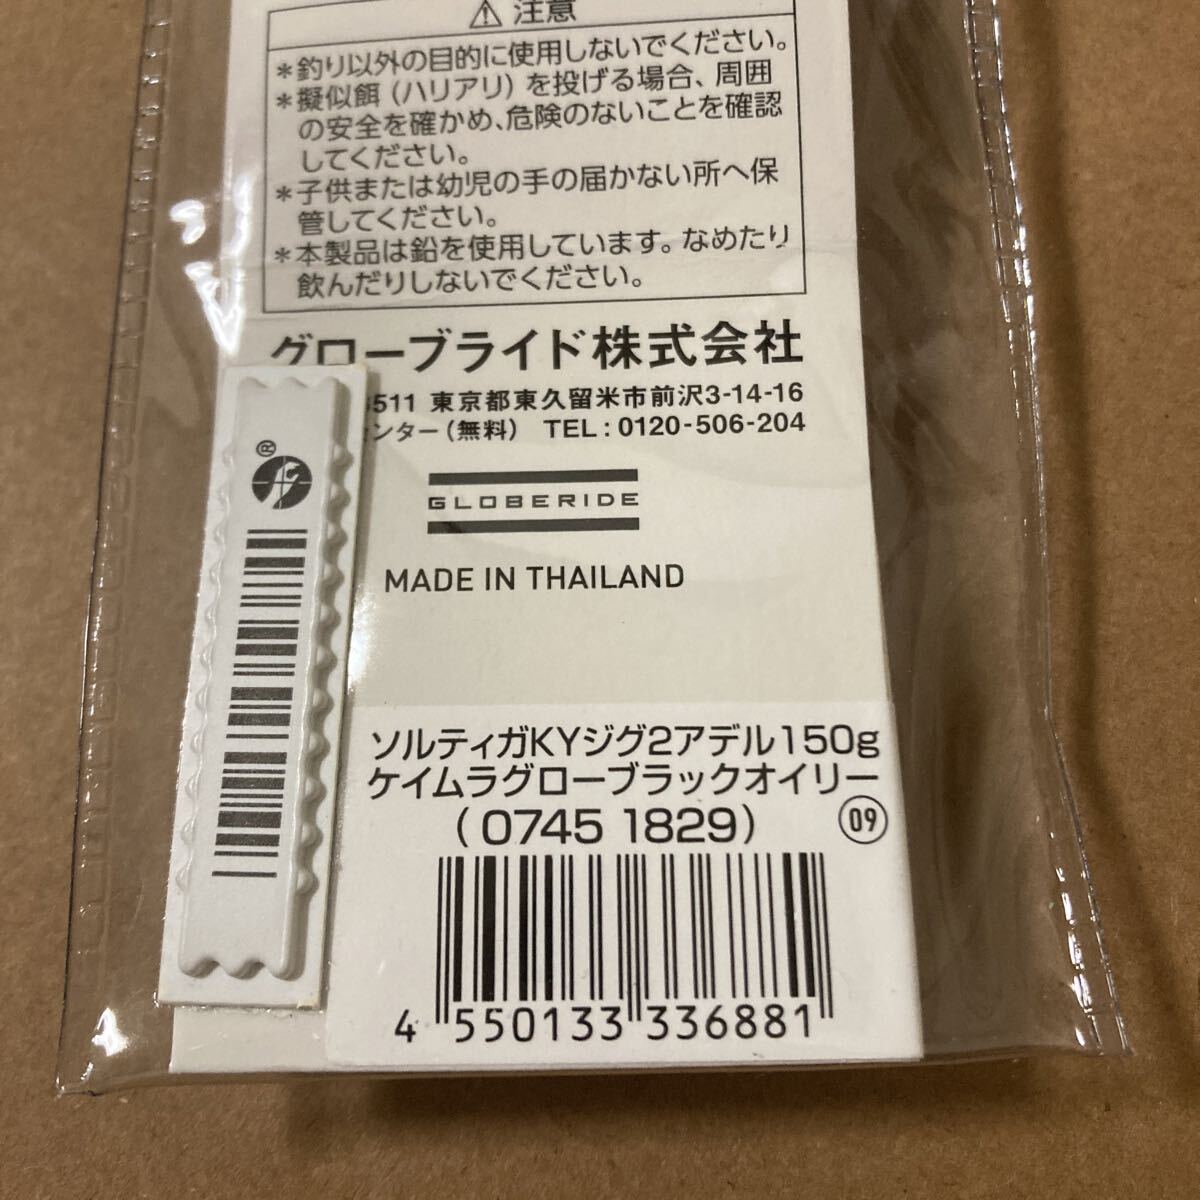 ⚠ 注意
*釣り以外の目的に使用しないでください。
*擬似餌(ハリアリ)を投げる場合、周囲
の安全を確かめ、危険のないことを確認
してください。
*子供または幼児の手の届かない所へ保
管してください。
*本製品は鉛を使用しています。なめたり
飲んだりしないでください。
グローブライド株式会社
8511 東京都東久留米市前沢3-14-16
センター(無料) TEL:0120-506-204
GLOBERIDE
MADE IN THAILAND
®
ソルティガKYジグ2アデル150g
ケイムラグローブラックオイリー
(0745 1829) 09
4 550133 336881